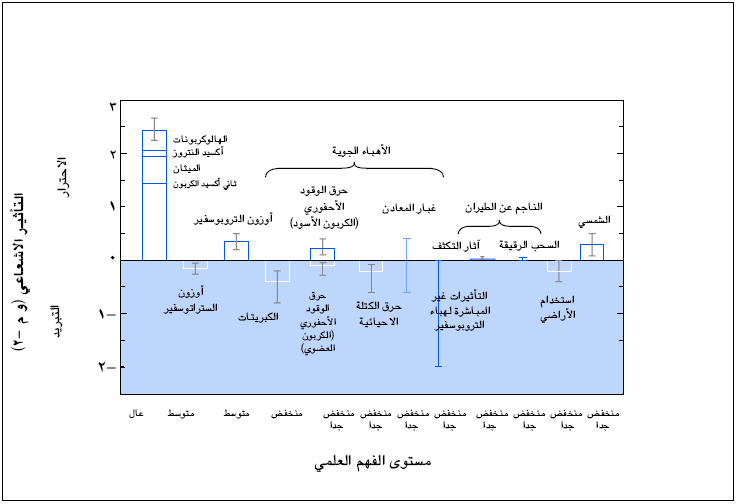 ٣
٢
١
٠
١–
٢–
التأثير الاشعاعي (و م -٢)
الاحترار
التبريد
الهالوكربونات
أكسيد النتروز
الميثان
ثاني أكسيد الكربون
أوزون
الستراتوسفير
أوزون التروبوسفير
الأهباء الجوية
الكبريتات
حرق الوقود
الأحفوري
(الكربون الأسود)
حرق
الوقود
الأحفوري
(الكربون
العضوي)
حرق الكتلة
الاحيائية
غبار المعادن
التأثيرات غير
المباشرة لهباء
التروبوسفير
الناجم عن الطيران
آثار التكثف
السحب الرقيقة
استخدام
الأراضي
الشمسي
عال
متوسط
متوسط
منخفض
منخفض
جدا
منخفض
جدا
منخفض
جدا
منخفض
جدا
منخفض
جدا
منخفض
جدا
منخفض
جدا
منخفض
جدا
مستوى الفهم العلمي